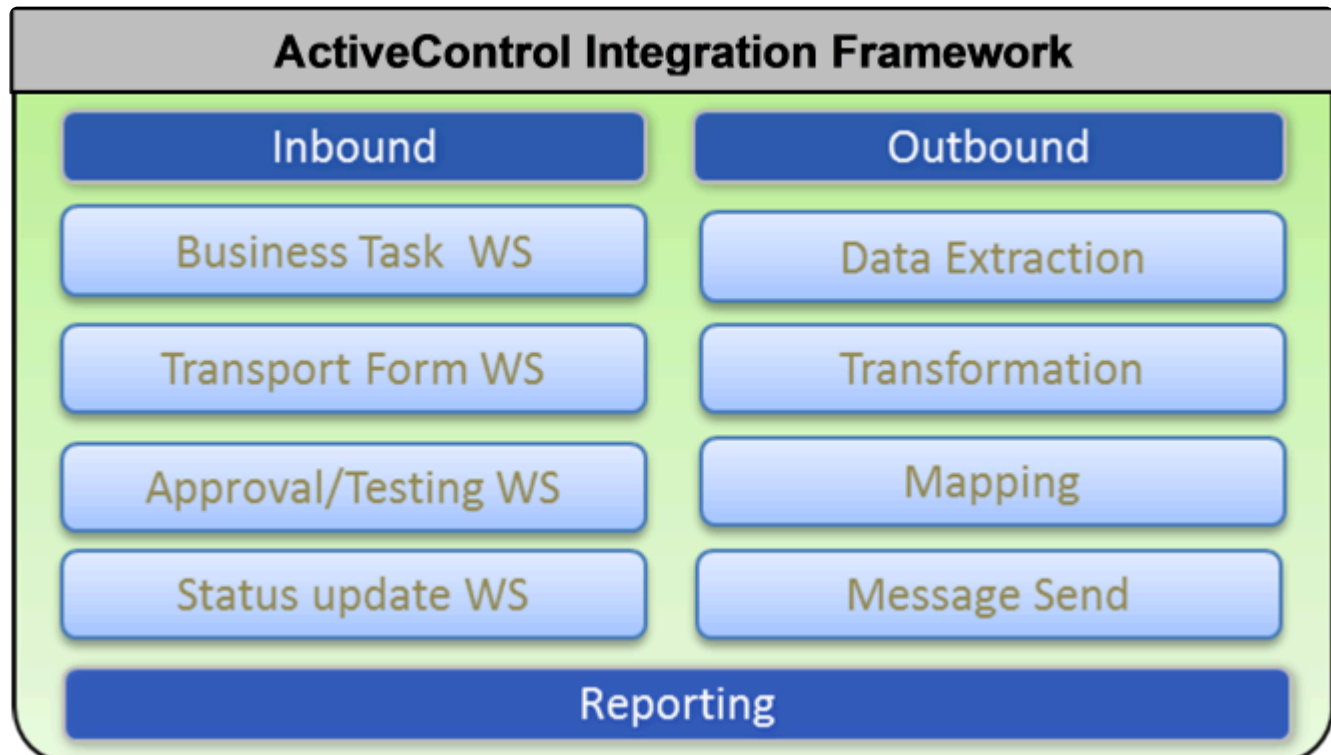 ActiveControl Integration Framework
Inbound
Outbound
Business Task WS
Data Extraction
Transport Form WS
Transformation
Approval/Testing WS
Mapping
Status update WS
Message Send
Reporting